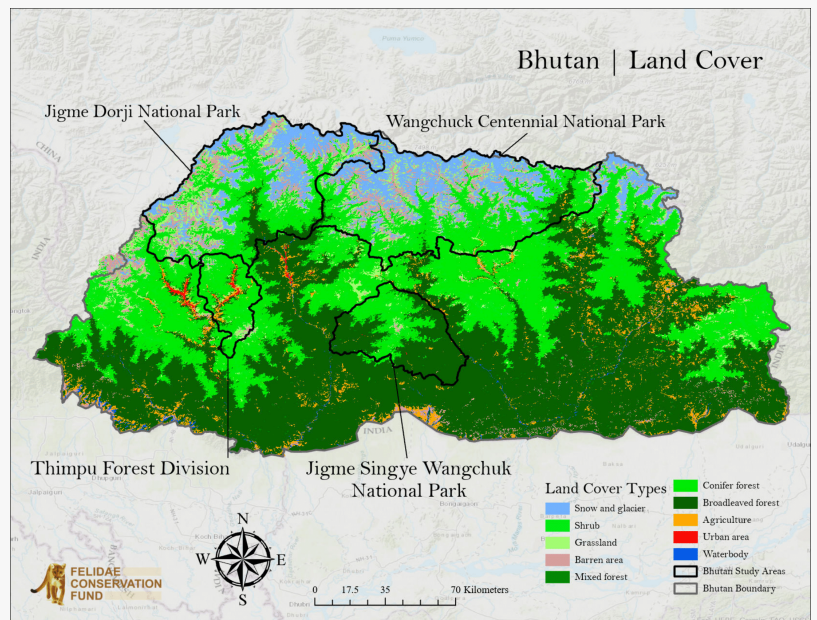 Bhutan | Land Cover
Jigme Dorji National Park
Wangchuck Centennial National Park
CHINA
INDIA
INDIA
INDIA
Thimpu Forest Division
Jigme Singye Wangchuk
National Park
Land Cover Types
Snow and glacier
Shrub
Grassland
Barren area
Mixed forest
Conifer forest
Broadleaved forest
Agriculture
Urban area
Waterbody
Bhutan Study Areas
Bhutan Boundary
N
W
E
S
FELIDAE
CONSERVATION
FUND
0 17.5 35 70 Kilometers